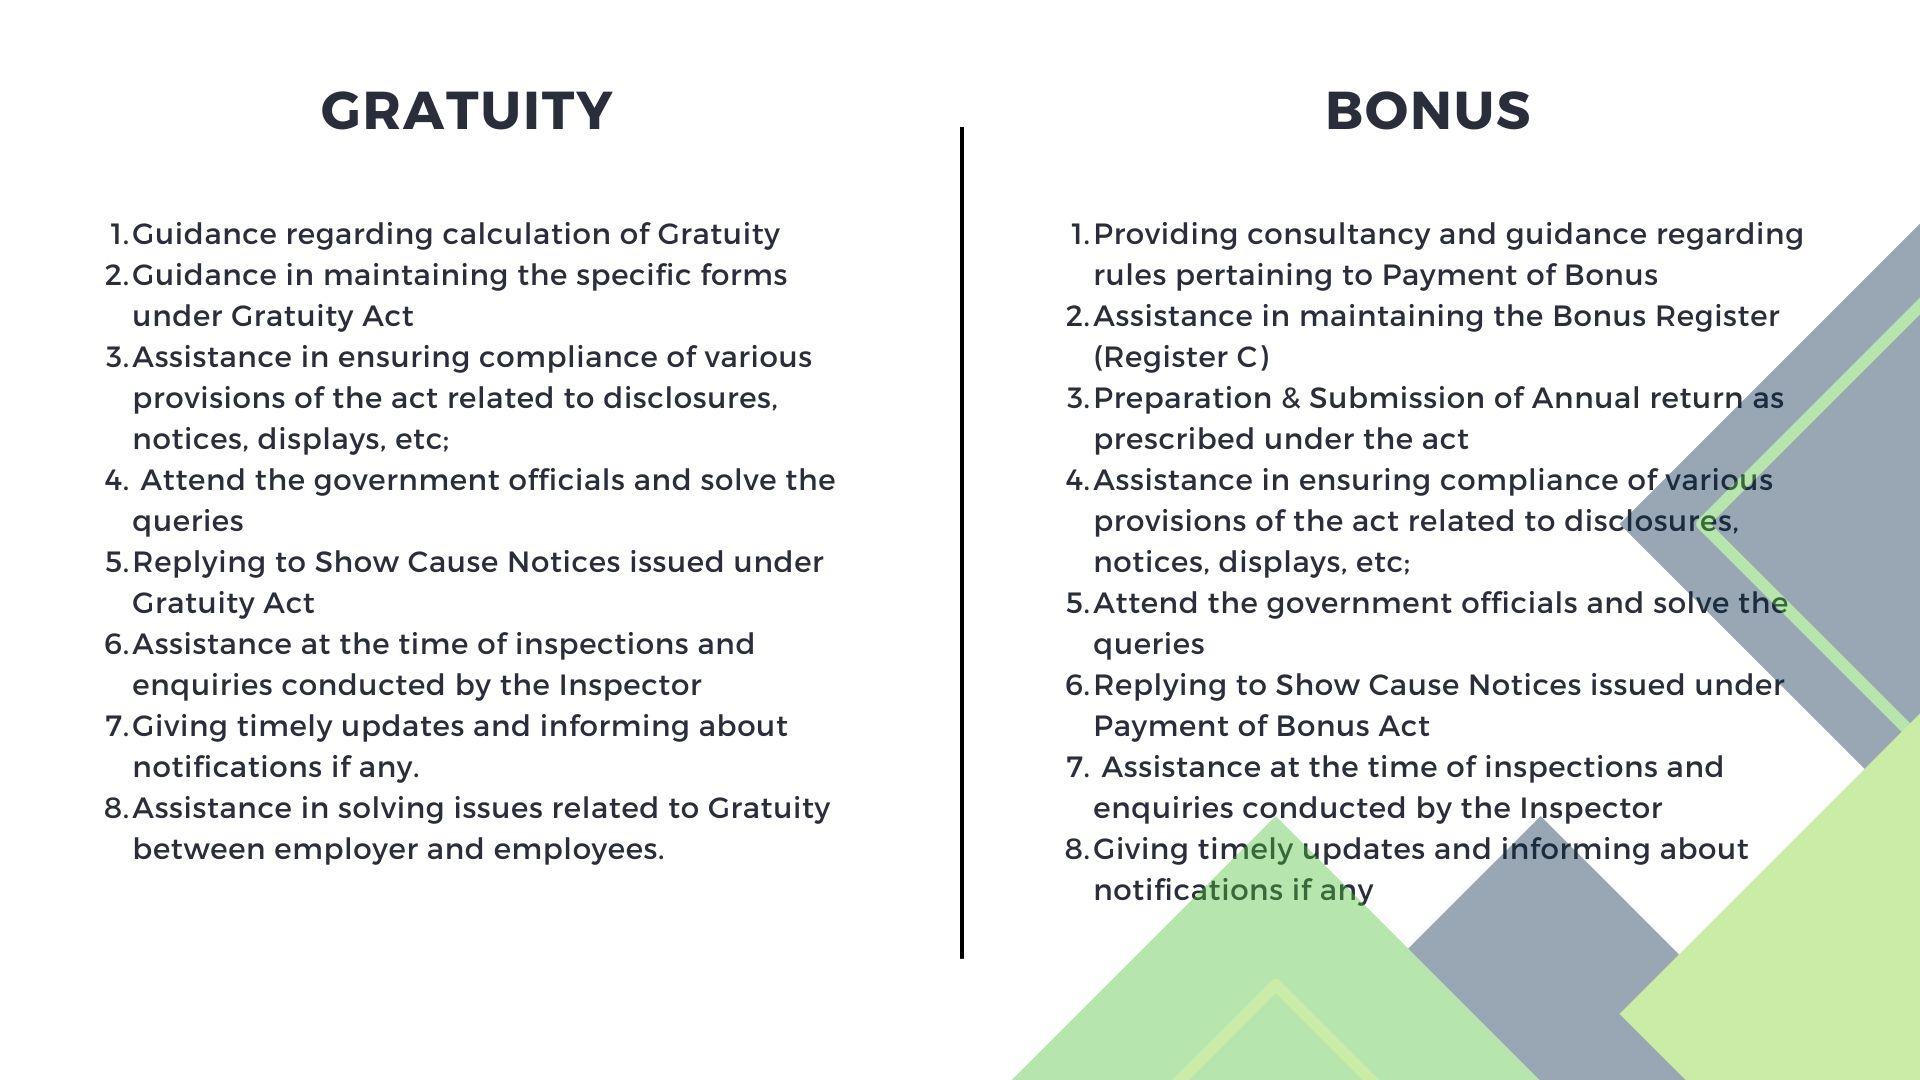 GRATUITY
1. Guidance regarding calculation of Gratuity
2. Guidance in maintaining the specific forms
under Gratuity Act
3. Assistance in ensuring compliance of various
provisions of the act related to disclosures,
notices, displays, etc;
4. Attend the government officials and solve the
queries
5. Replying to Show Cause Notices issued under
Gratuity Act
6. Assistance at the time of inspections and
enquiries conducted by the Inspector
7. Giving timely updates and informing about
notifications if any.
8. Assistance in solving issues related to Gratuity
between employer and employees.
BONUS
1. Providing consultancy and guidance regarding
rules pertaining to Payment of Bonus
2. Assistance in maintaining the Bonus Register
(Register C)
3. Preparation & Submission of Annual return as
prescribed under the act
4. Assistance in ensuring compliance of various
provisions of the act related to disclosures,
notices, displays, etc;
5. Attend the government officials and solve the
queries
6. Replying to Show Cause Notices issued under
Payment of Bonus Act
7. Assistance at the time of inspections and
enquiries conducted by the Inspector
8. Giving timely updates and informing about
notifications if any